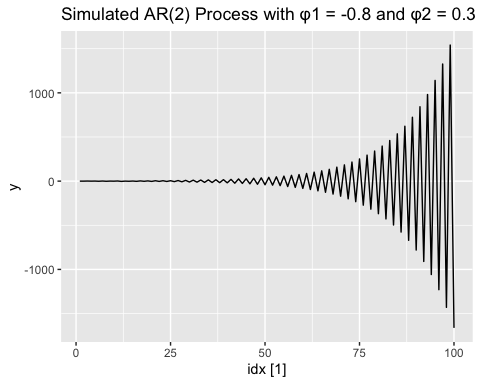 Simulated AR(2) Process with φ1 = -0.8 and φ2 = 0.3
1000
0
-1000
y
0 25 50 75 100
idx [1]